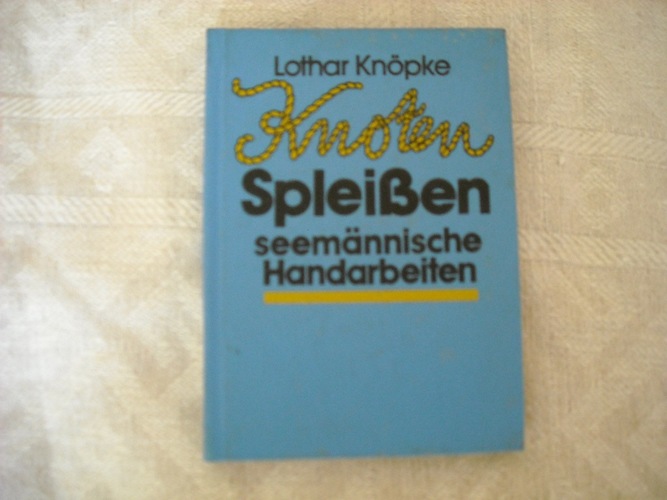 Lothar Knöpke
Knoten
Spleißen
seemännische
Handarbeiten